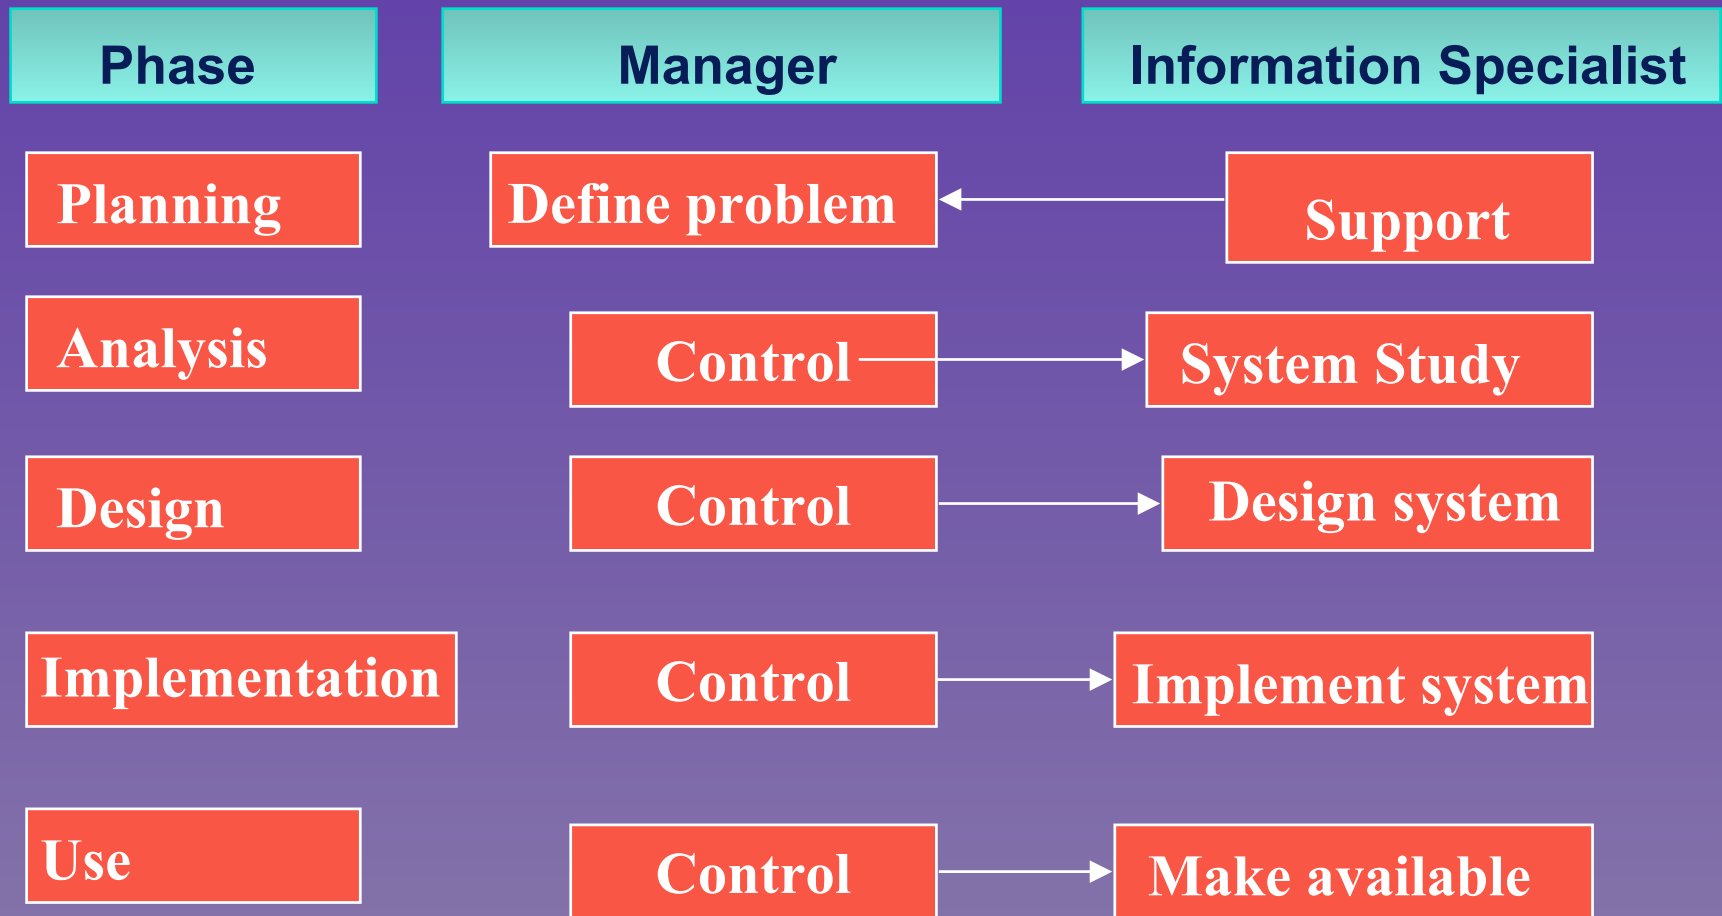 Phase
Manager
Information Specialist
Planning
Define problem
Support
Analysis
Control
System Study
Design
Control
Design system
Implementation
Control
Implement system
Use
Control
Make available